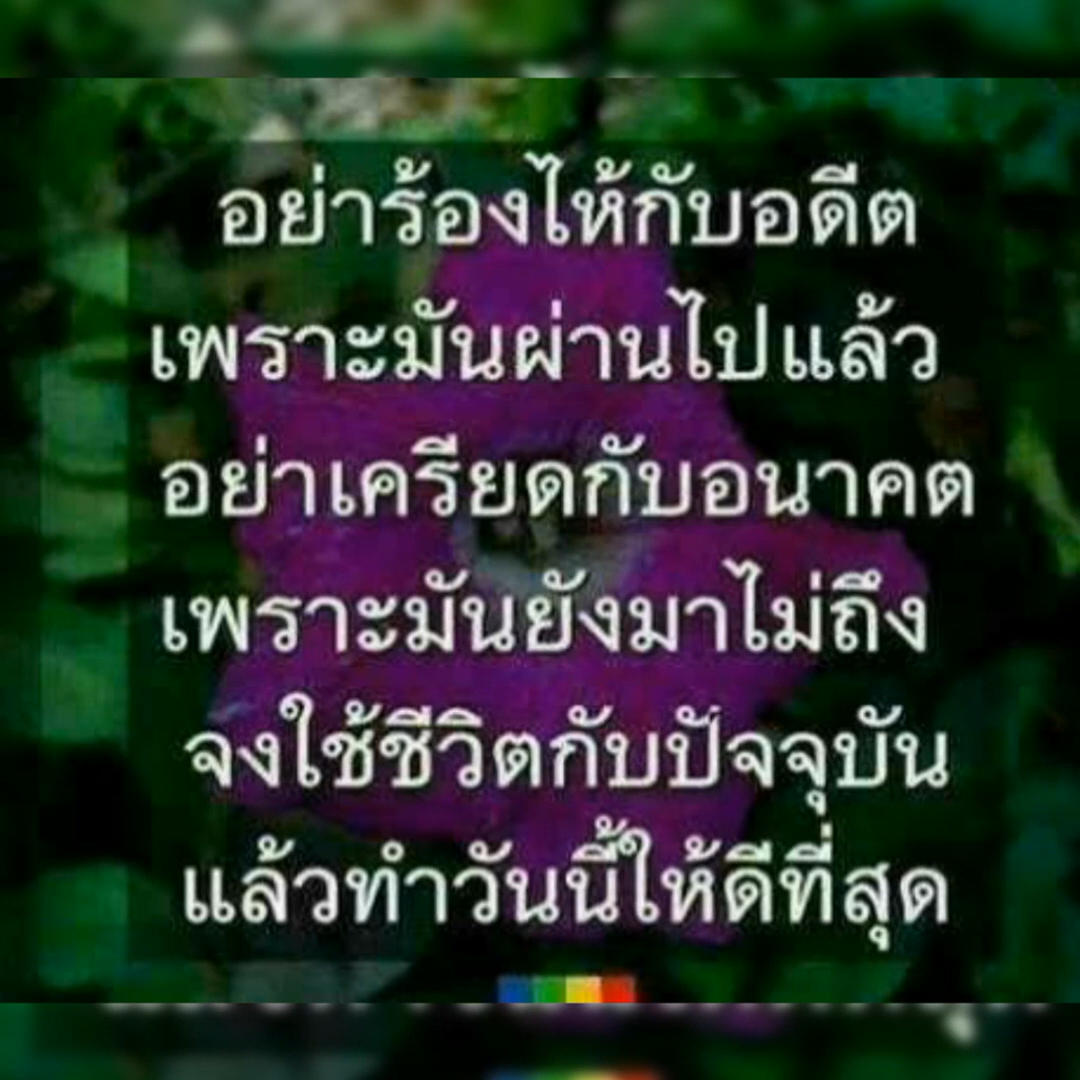 อย่าร้องไห้กับอดีต
เพราะมันผ่านไปแล้ว
อย่าเครียดกับอนาคต
เพราะมันยังมาไม่ถึง
จงใช้ชีวิตกับปัจจุบัน
แล้วทำวันนี้ให้ดีที่สุด